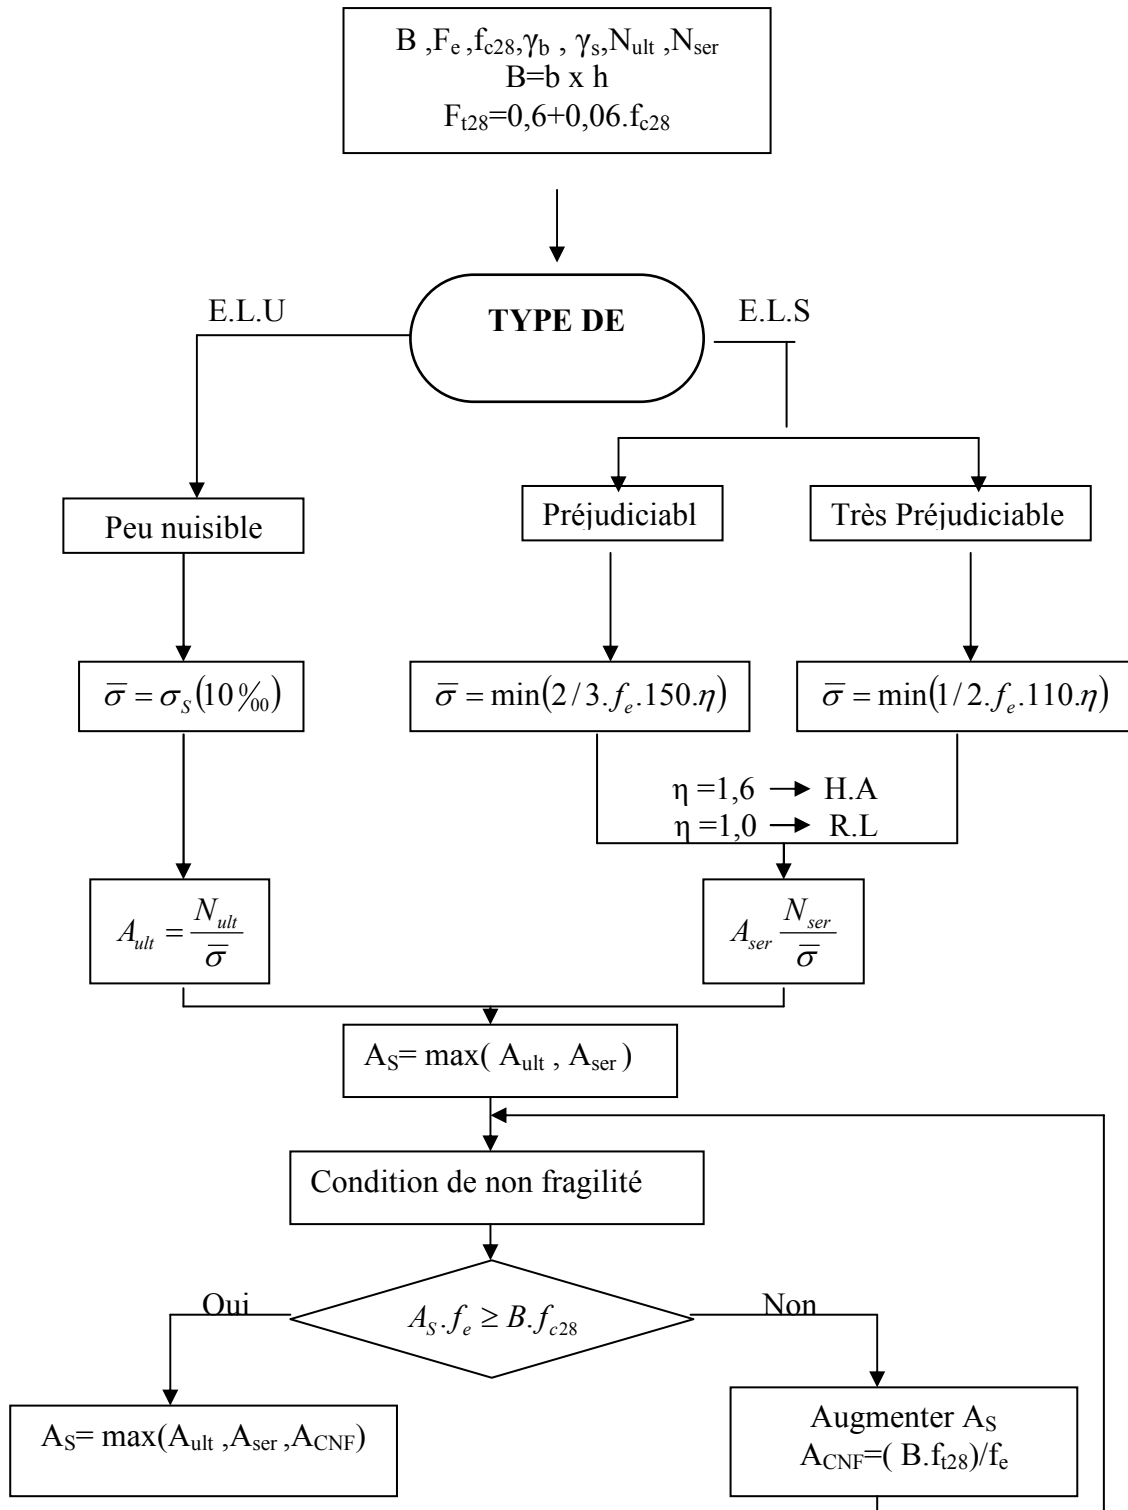 B ,Fe ,fc28,γb , γs,Nult ,Nser
B=b x h
Ft28=0,6+0,06.fc28
E.L.U
TYPE DE
E.L.S
Peu nuisible
Préjudiciabl
Très Préjudiciable
σ̅ = σS(10‰)
σ̅ = min(2/3.fe.150.η)
σ̅ = min(1/2.fe.110.η)
η =1,6 → H.A
η =1,0 → R.L
Ault = Nult / σ̅
Aser Nser / σ̅
AS= max( Ault , Aser )
Condition de non fragilité
Oui
AS.fe ≥ B.fc28
Non
AS= max(Ault ,Aser ,ACNF)
Augmenter AS
ACNF=( B.ft28)/fe